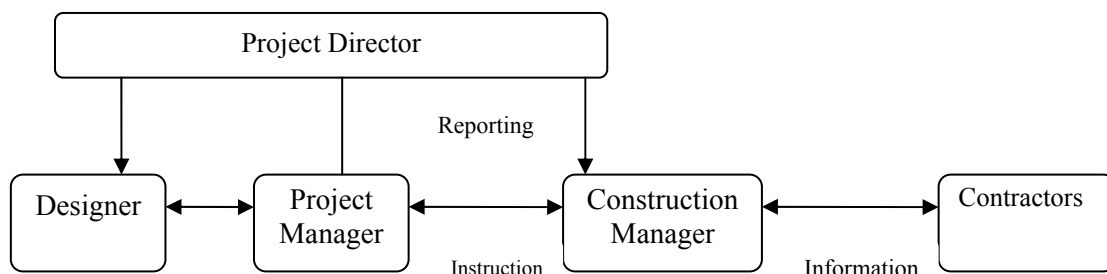 Project Director
Reporting
Designer
Project
Manager
Construction
Manager
Contractors
Instruction
Information